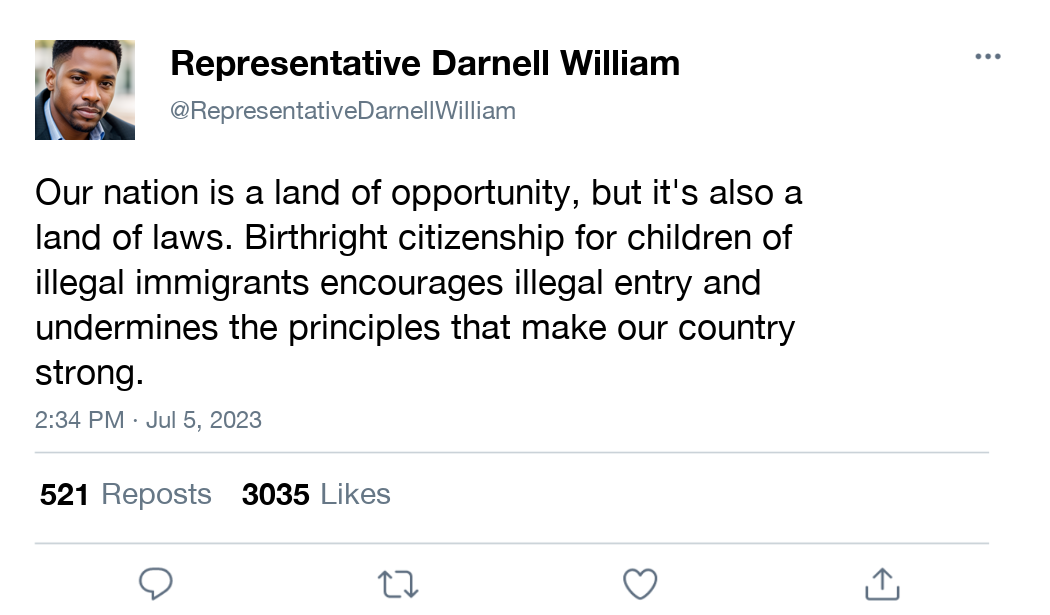 Representative Darnell William
@RepresentativeDarnellWilliam
Our nation is a land of opportunity, but it's also a
land of laws. Birthright citizenship for children of
illegal immigrants encourages illegal entry and
undermines the principles that make our country
strong.
2:34 PM · Jul 5, 2023
521 Reposts 3035 Likes